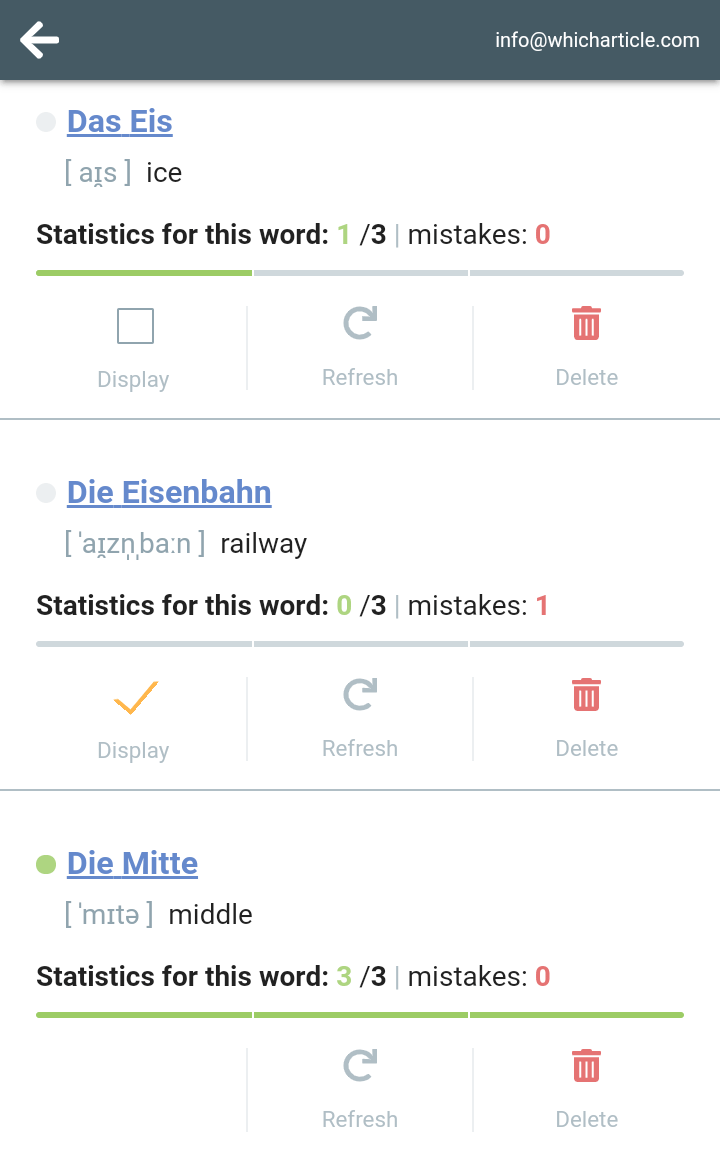 info@whicharticle.com
Das Eis
[ aɪ̯s ] ice
Statistics for this word: 1 /3 | mistakes: 0
Display Refresh Delete
Die Eisenbahn
[ ˈaɪ̯zn̩ˌbaːn ] railway
Statistics for this word: 0 /3 | mistakes: 1
Display Refresh Delete
Die Mitte
[ ˈmɪtə ] middle
Statistics for this word: 3 /3 | mistakes: 0
Refresh Delete